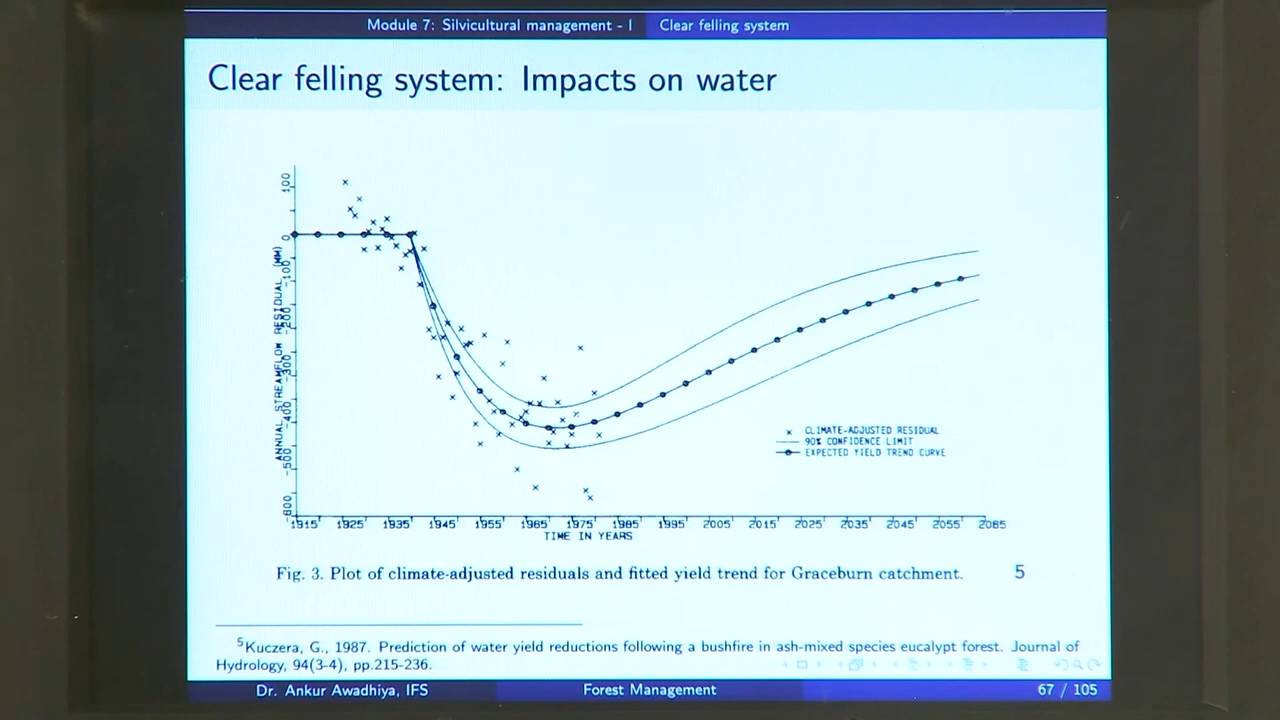 Module 7: Silvicultural management - I Clear felling system
Clear felling system: Impacts on water
100
0
-100
-200
-300
-400
-500
-600
ANNUAL STREAMFLOW RESIDUAL (MM)
CLIMATE-ADJUSTED RESIDUAL
90% CONFIDENCE LIMIT
EXPECTED YIELD TREND CURVE
1915 1925 1935 1945 1955 1965 1975 1985 1995 2005 2015 2025 2035 2045 2055 2065
TIME IN YEARS
Fig. 3. Plot of climate-adjusted residuals and fitted yield trend for Graceburn catchment. 5
5Kuczera, G., 1987. Prediction of water yield reductions following a bushfire in ash-mixed species eucalypt forest. Journal of
Hydrology, 94(3-4), pp.215-236.
Dr. Ankur Awadhiya, IFS Forest Management 67 / 105